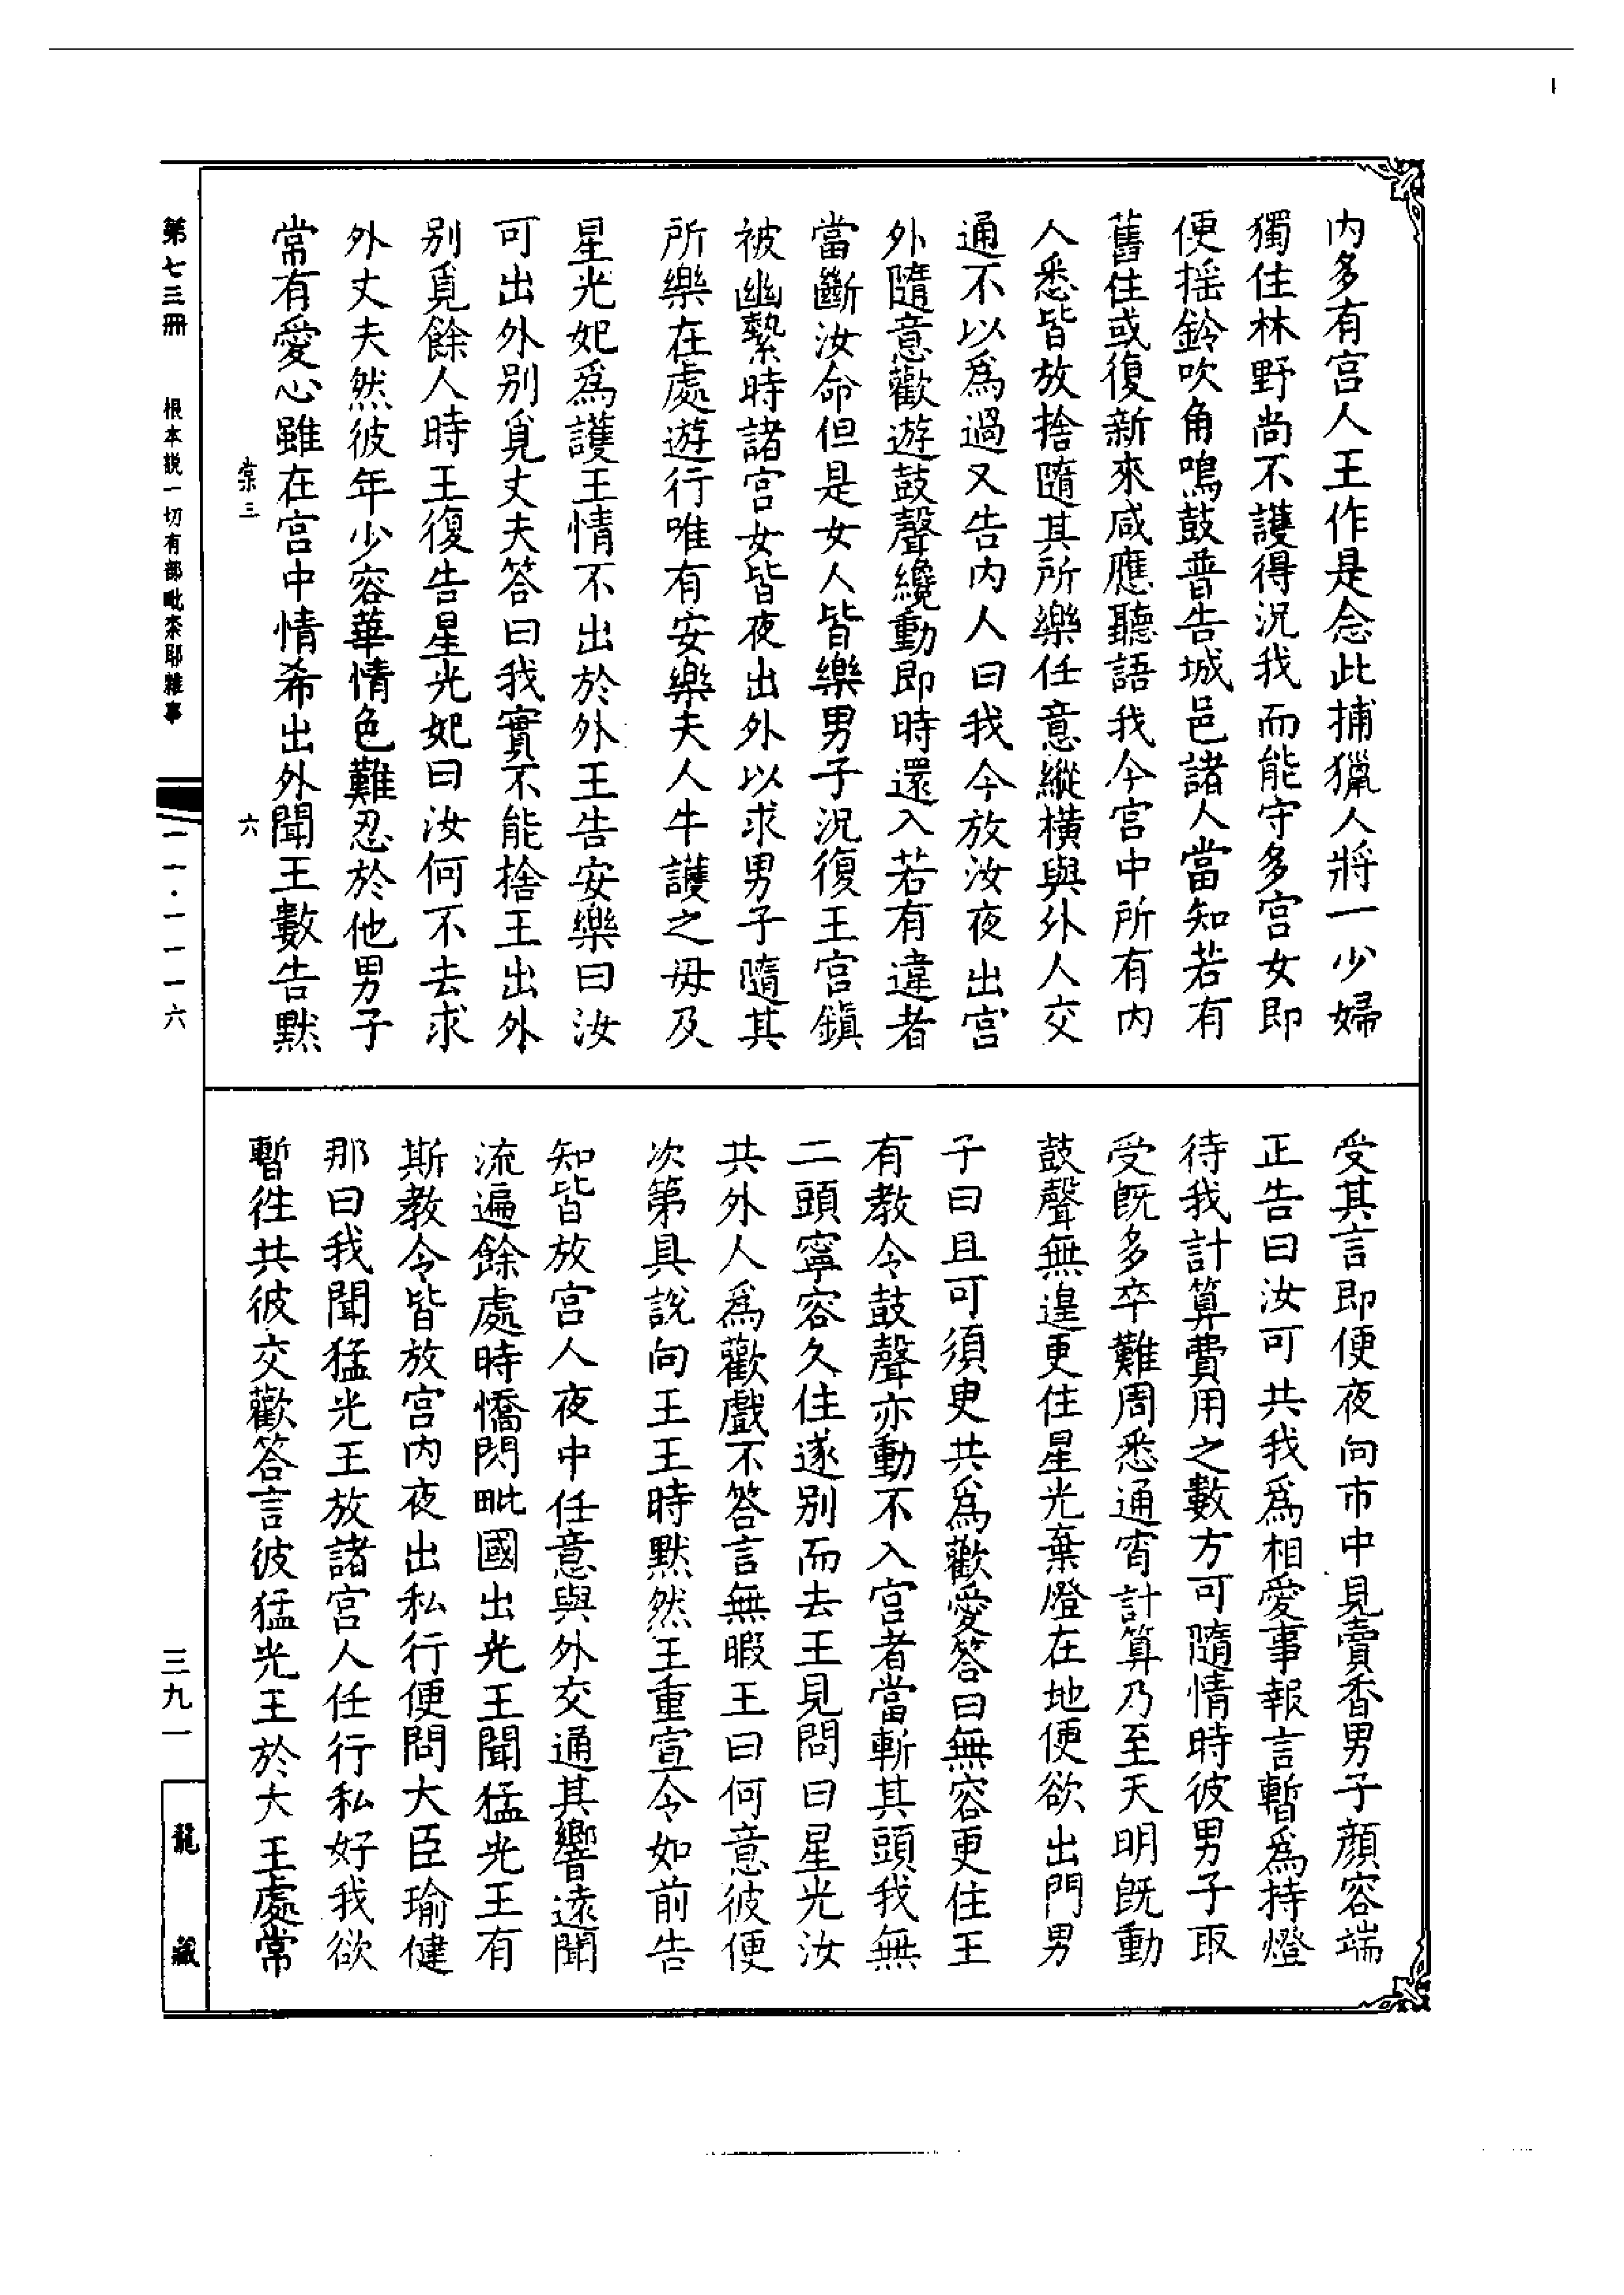 内多有宫人王作是念此捕獵人將一少婦
獨住林野尚不護得況我而能守多宫女即
便摇鈴吹角鳴鼓普告城邑諸人當知若有
舊住或復新來咸應聽語我今宫中所有内
人悉皆放捨隨其所樂任意縱橫與外人交
通不以爲過又告内人曰我今放汝夜出宫
外隨意歡遊鼓聲纔動即時還入若有違者
當斷汝命但是女人皆樂男子況復王宫鎭
被幽縶時諸宫女皆夜出外以求男子隨其
所樂在處遊行唯有安樂夫人牛護之毋及
星光妃爲護王情不出於外王告安樂曰汝
可出外别覓丈夫答曰我實不能捨王出外
别覓餘人時王復告星光妃曰汝何不去求
外丈夫然彼年少容華情色難忍於他男子
常有愛心雖在宫中情希出外聞王數告默
棠三
六
受其言即便夜向市中見賣香男子顔容端
正告曰汝可共我爲相愛事報言暫爲持燈
待我計算費用之數方可隨情時彼男子取
受既多卒難周悉通宵計算乃至天明既動
鼓聲無遑更住星光棄燈在地便欲出門男
子曰且可須臾共爲歡愛答曰無容更住王
有教令鼓聲亦動不入宫者當斬其頭我無
二頭寧容久住遂别而去王見問曰星光汝
共外人爲歡戲不答言無暇王曰何意彼便
次第具說向王王時默然王重宣令如前告
知皆放宫人夜中任意與外交通其響遠聞
流遍餘處時憍閃毗國出光王聞猛光王有
斯教令皆放宫内夜出私行便問大臣瑜健
那曰我聞猛光王放諸宫人任行私好我欲
暫往共彼交歡答言彼猛光王於大王處常
第七三冊
根本説一切有部毗柰耶雜事
一一·一一一六
三九一
龍藏